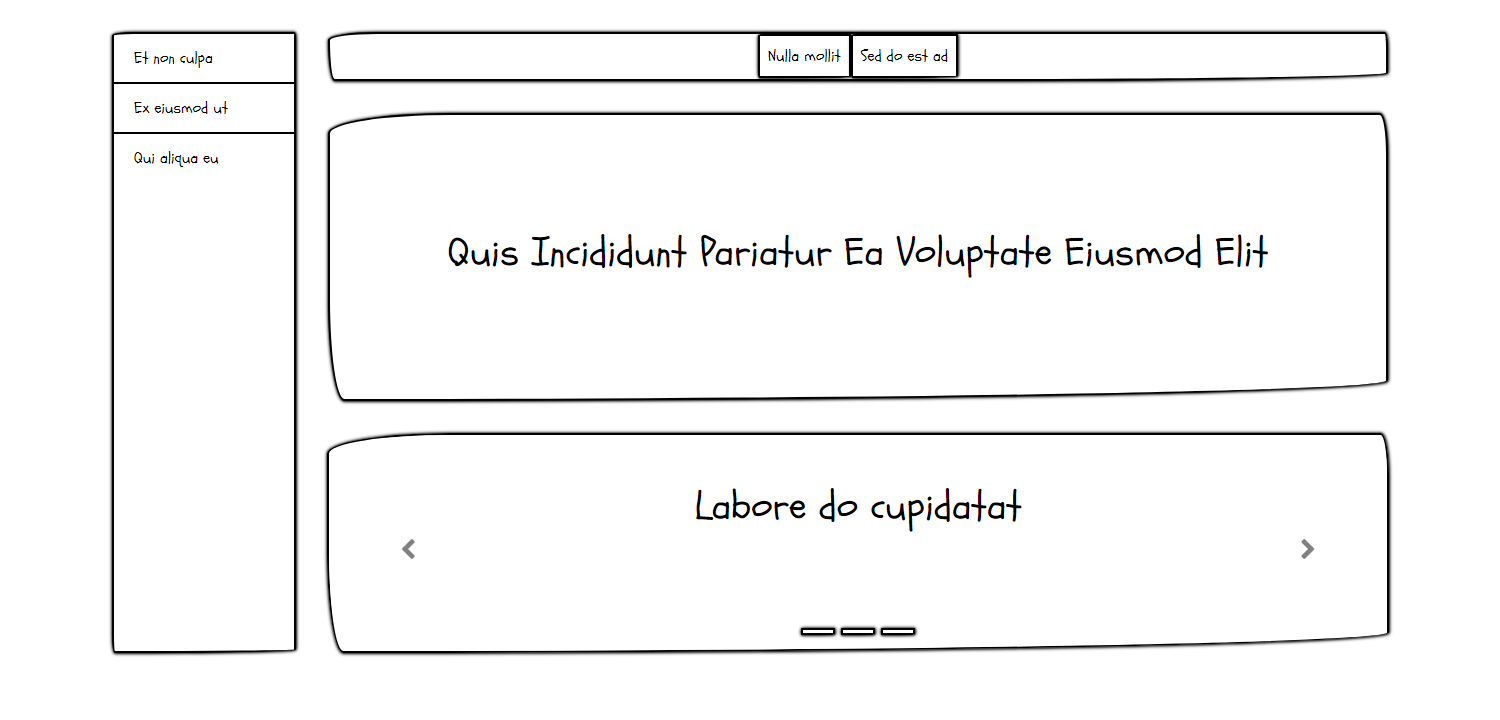 Et non culpa
Ex eiusmod ut
Qui aliqua eu
Nulla mollit
Sed do est ad
Quis Incididunt Pariatur Ea Voluptate Eiusmod Elit
Labore do cupidatat